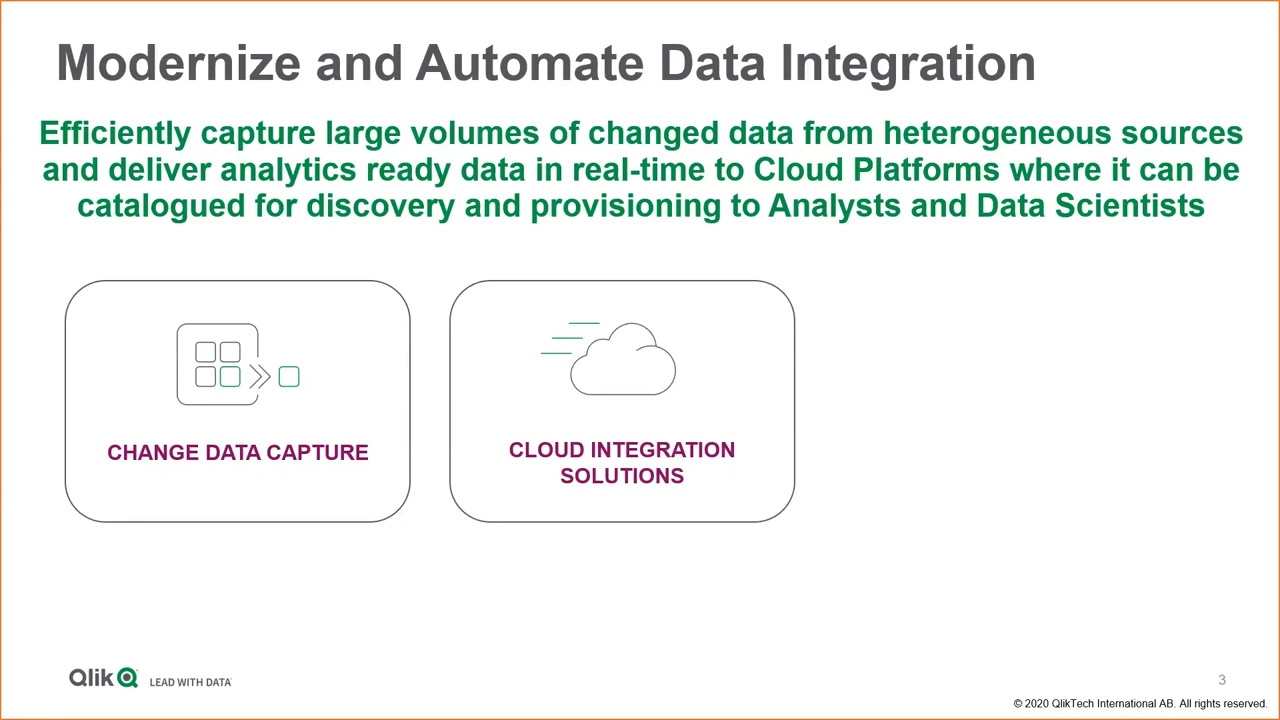 Modernize and Automate Data Integration
Efficiently capture large volumes of changed data from heterogeneous sources
and deliver analytics ready data in real-time to Cloud Platforms where it can be
catalogued for discovery and provisioning to Analysts and Data Scientists
CHANGE DATA CAPTURE
CLOUD INTEGRATION
SOLUTIONS
Qlik LEAD WITH DATA
3
© 2020 QlikTech International AB. All rights reserved.